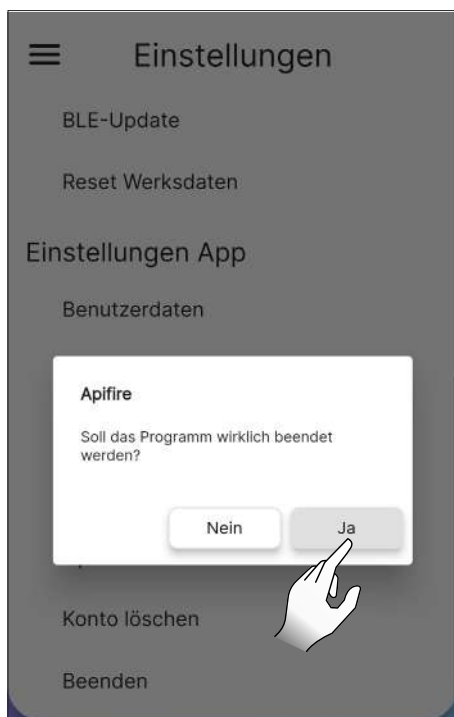 Einstellungen
BLE-Update
Reset Werksdaten
Einstellungen App
Benutzerdaten
Apifire
Soll das Programm wirklich beendet
werden?
Nein Ja
Konto löschen
Beenden